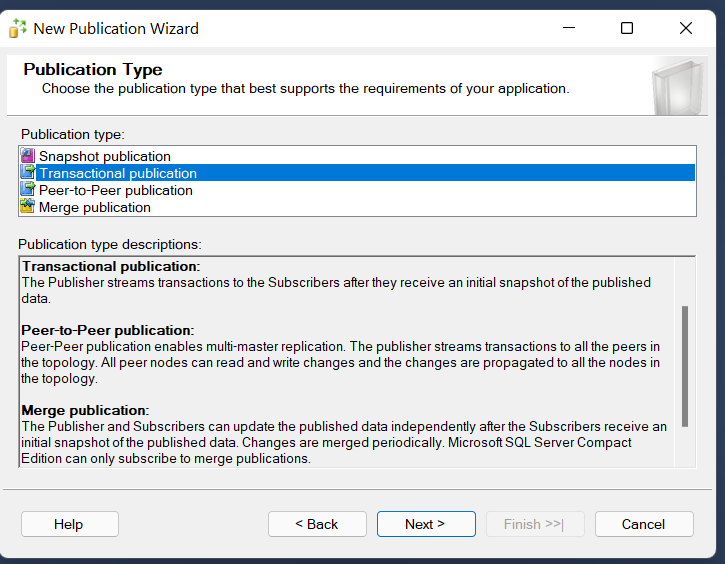 New Publication Wizard
Publication Type
Choose the publication type that best supports the requirements of your application.
Publication type:
Snapshot publication
Transactional publication
Peer-to-Peer publication
Merge publication
Publication type descriptions:
Transactional publication:
The Publisher streams transactions to the Subscribers after they receive an initial snapshot of the published
data.
Peer-to-Peer publication:
Peer-Peer publication enables multi-master replication. The publisher streams transactions to all the peers in
the topology. All peer nodes can read and write changes and the changes are propagated to all the nodes in
the topology.
Merge publication:
The Publisher and Subscribers can update the published data independently after the Subscribers receive an
initial snapshot of the published data. Changes are merged periodically. Microsoft SQL Server Compact
Edition can only subscribe to merge publications.
Help
< Back
Next >
Finish >>|
Cancel